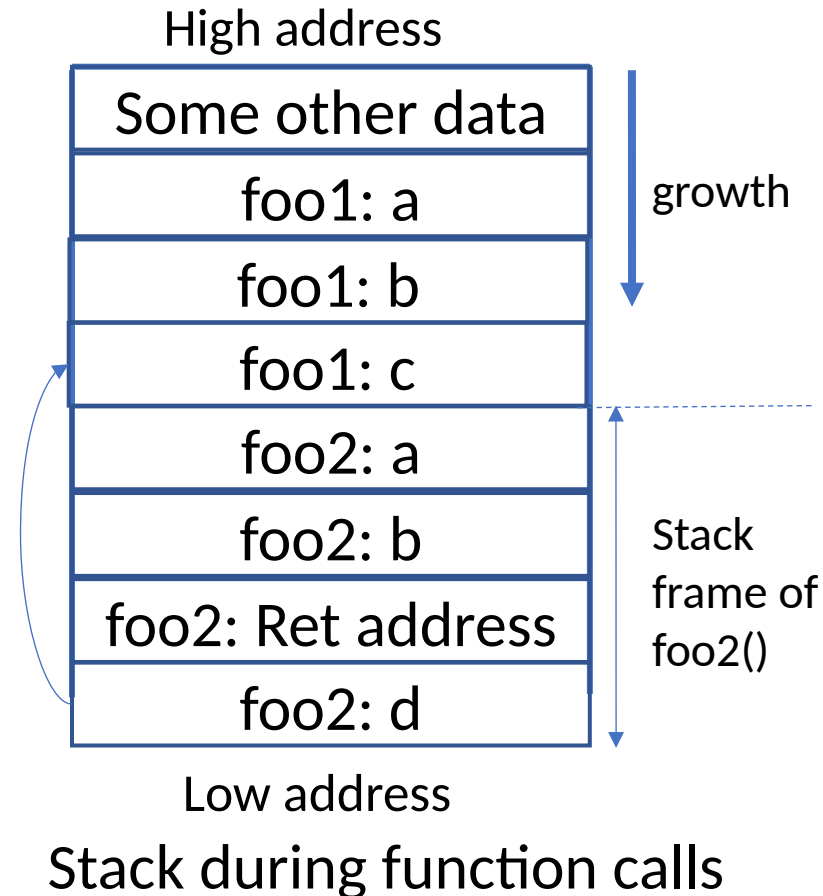 High address
Some other data
foo1: a
growth
foo1: b
foo1: c
foo2: a
foo2: b
Stack
frame of
foo2()
foo2: Ret address
foo2: d
Low address
Stack during function calls